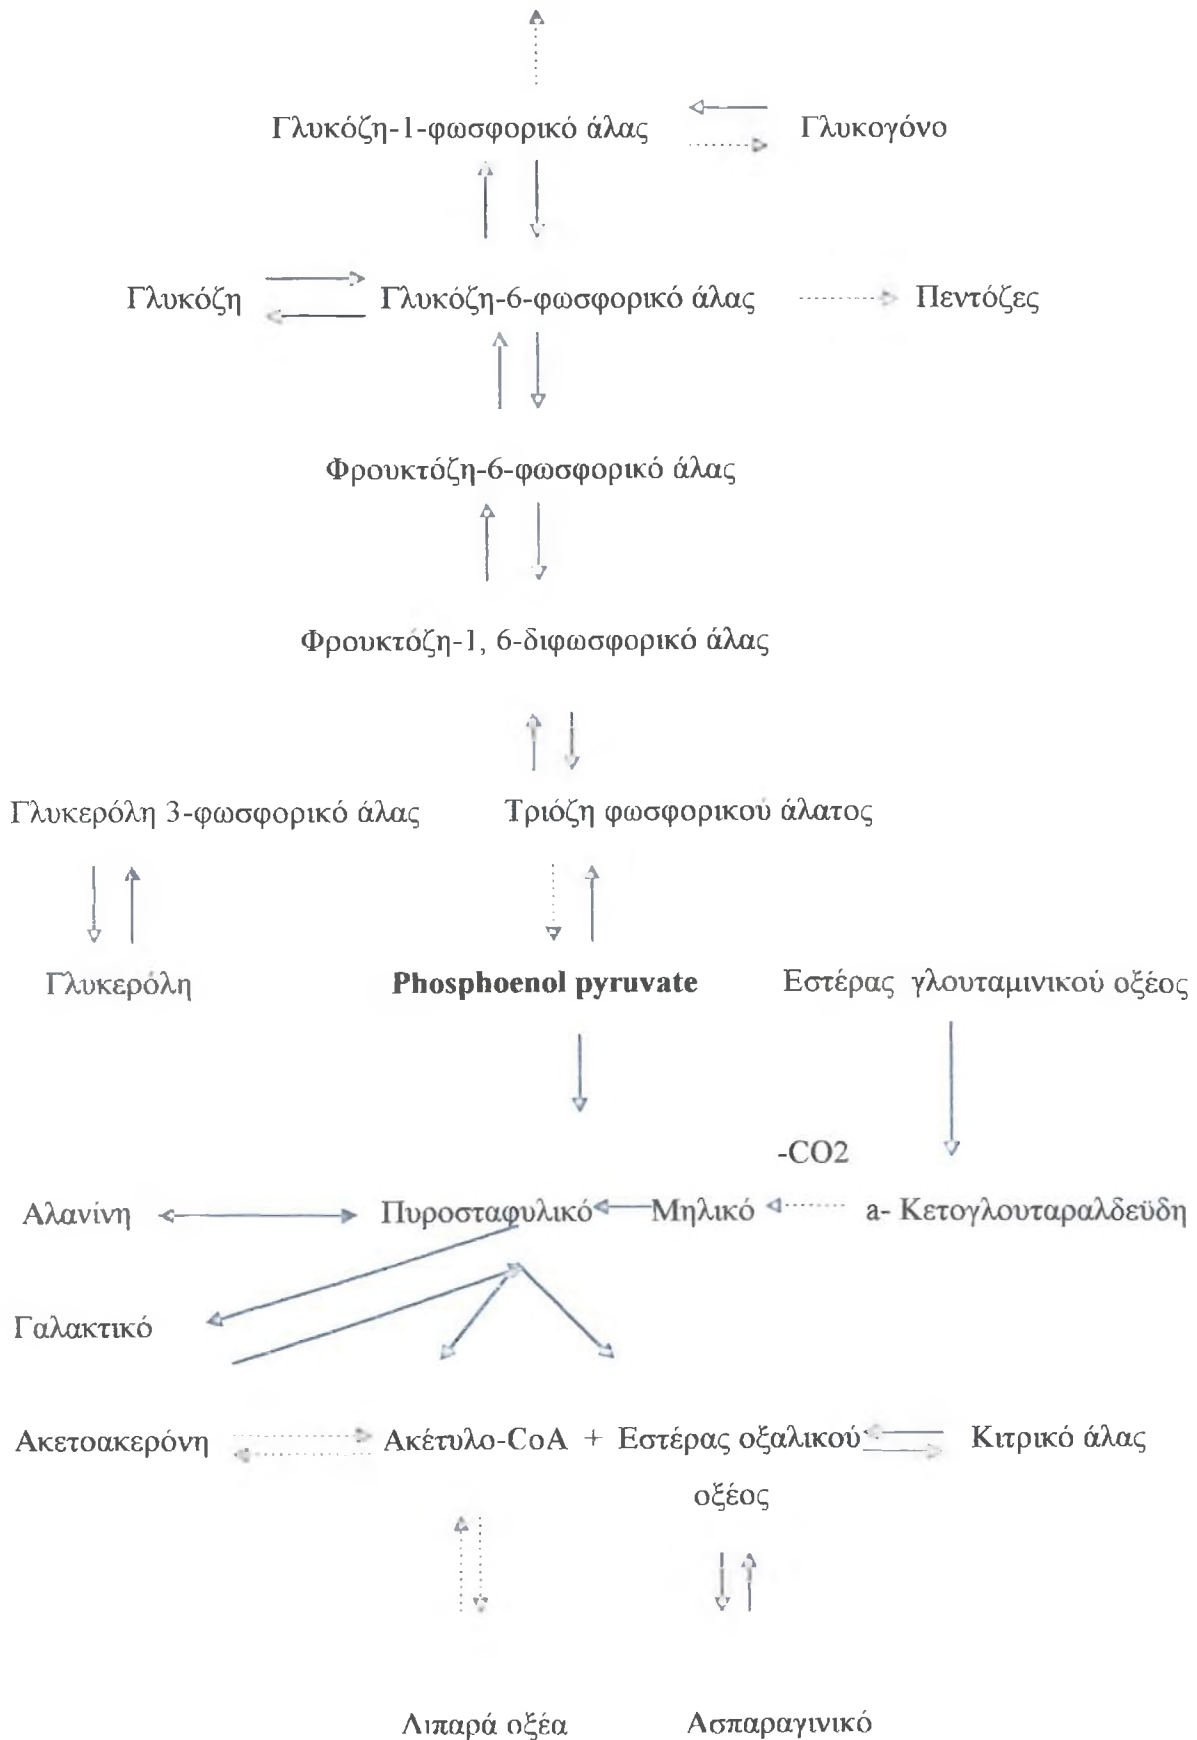 Γλυκόζη-1-φωσφορικό άλας Γλυκογόνο
Γλυκόζη Γλυκόζη-6-φωσφορικό άλας Πεντόζες
Φρουκτόζη-6-φωσφορικό άλας
Φρουκτόζη-1, 6-διφωσφορικό άλας
Γλυκερόλη 3-φωσφορικό άλας Τριόζη φωσφορικού άλατος
Γλυκερόλη Phosphoenol pyruvate Εστέρας γλουταμινικού οξέος
-CO2
Αλανίνη Πυροσταφυλικό Μηλικό a- Κετογλουταραλδεϋδη
Γαλακτικό
Ακετοακερόνη Ακέτυλο-CoA + Εστέρας οξαλικού Κιτρικό άλας
οξέος
Λιπαρά οξέα Ασπαραγινικό